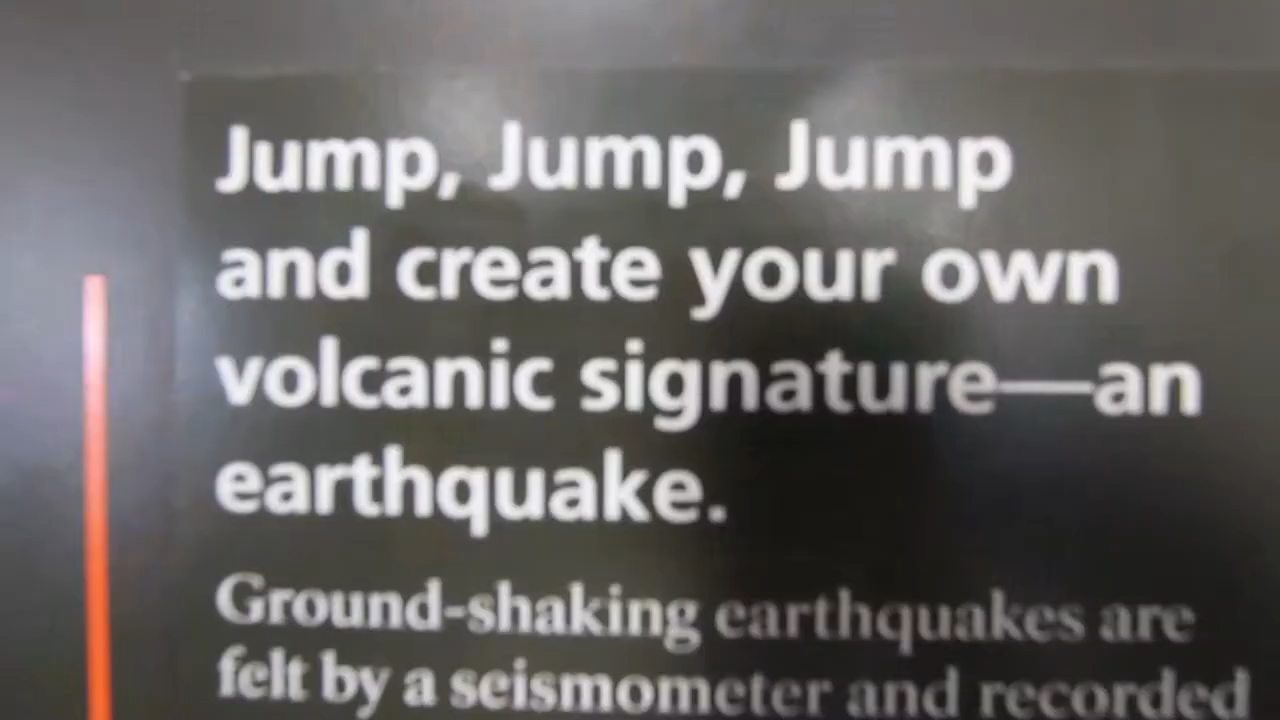 Jump, Jump, Jump
and create your own
volcanic signature—an
earthquake.
Ground-shaking earthquakes are
felt by a seismometer and recorded